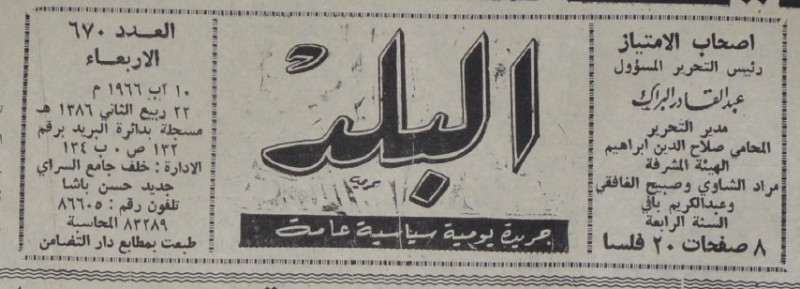 اصحاب الامتياز
رئيس التحرير المسؤول
عبدالقادر البراك
مدير التحرير
المحامي صلاح الدين ابراهيم
الهيئة المشرفة
مراد الشاوي وصبيح الغافقي
وعبدالكريم بافي
السنة الرابعة
٨ صفحات ٢٠ فلسا
البلد
جريدة يومية سياسية عامة
العدد ٦٧٠
الاربعاء
١٠ آب ١٩٦٦ م
٢٢ ربيع الثاني ١٣٨٦ هـ
مسجلة بدائرة البريد برقم
١٣٢ ص ٠ ب ١٣٤
الادارة : خلف جامع السراي
جديد حسن باشا
تلفون رقم : ٨٦٦٠٥
٨٣٢٨٩ المحاسبة
طبعت بمطابع دار التضامن